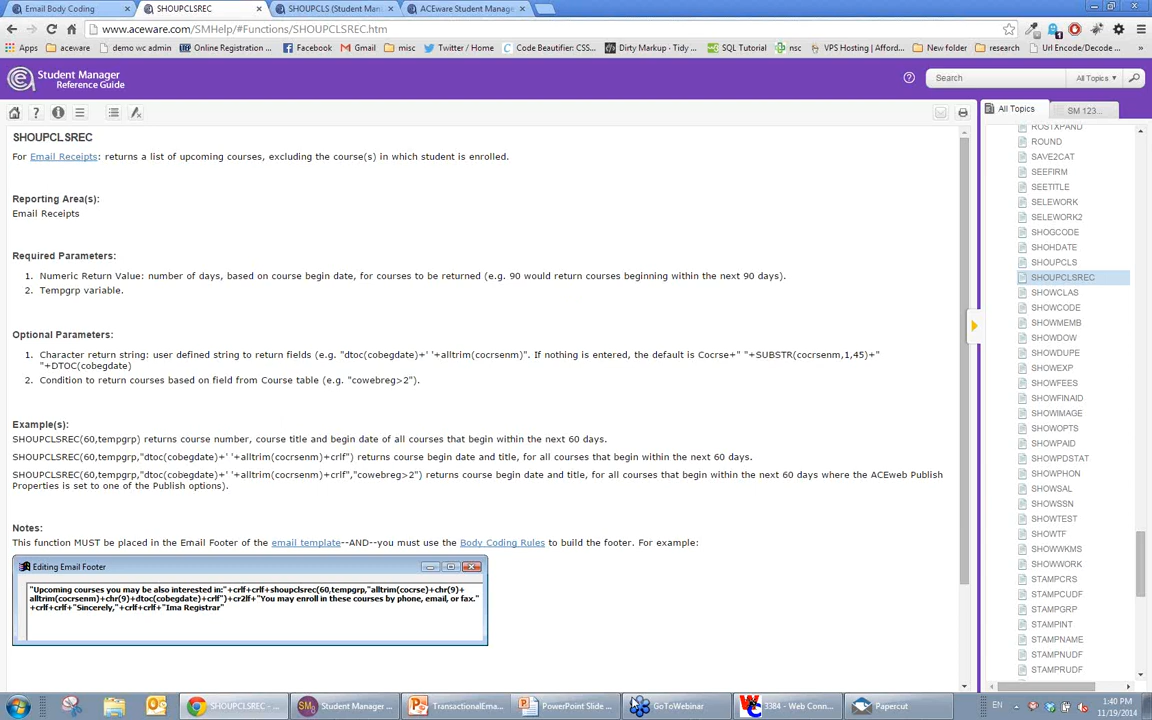 Email Body Coding
SHOUPCLSREC
SHOUPCLS (Student Man
ACEware Student Manage
www.aceware.com/SMHelp/#Functions/SHOUPCLSREC.htm
Apps aceware demo wc admin Online Registration Facebook Gmail misc Twitter / Home Code Beautifier: CSS... Dirty Markup - Tidy ... SQL Tutorial nsc VPS Hosting | Afford... New folder research Url Encode/Decode ...
Student Manager
Reference Guide
Search All Topics
All Topics SM 123...
SHOUPCLSREC
For Email Receipts: returns a list of upcoming courses, excluding the course(s) in which student is enrolled.
Reporting Area(s):
Email Receipts
Required Parameters:
1. Numeric Return Value: number of days, based on course begin date, for courses to be returned (e.g. 90 would return courses beginning within the next 90 days).
2. Tempgrp variable.
Optional Parameters:
1. Character return string: user defined string to return fields (e.g. "dtoc(cobegdate)+' '+alltrim(cocrsenm)". If nothing is entered, the default is Cocrse+" "+SUBSTR(cocrsenm,1,45)+"
"+DTOC(cobegdate)
2. Condition to return courses based on field from Course table (e.g. "cowebreg>2").
Example(s):
SHOUPCLSREC(60,tempgrp) returns course number, course title and begin date of all courses that begin within the next 60 days.
SHOUPCLSREC(60,tempgrp,"dtoc(cobegdate)+' '+alltrim(cocrsenm)+crlf") returns course begin date and title, for all courses that begin within the next 60 days.
SHOUPCLSREC(60,tempgrp,"dtoc(cobegdate)+' '+alltrim(cocrsenm)+crlf","cowebreg>2") returns course begin date and title, for all courses that begin within the next 60 days where the ACEweb Publish
Properties is set to one of the Publish options).
Notes:
This function MUST be placed in the Email Footer of the email template--AND--you must use the Body Coding Rules to build the footer. For example:
Editing Email Footer
"Upcoming courses you may be also interested in:"+crlf+crlf+shoupclsrec(60,tempgrp,"alltrim(cocrse)+chr(9)+
alltrim(cocrsenm)+chr(9)+dtoc(cobegdate)+crlf")+cr2lf+"You may enroll in these courses by phone, email, or fax."
+crlf+crlf+"Sincerely,"+crlf+crlf+"Ima Registrar"
ROSTXPAND
ROUND
SAVE2CAT
SEEFIRM
SEETITLE
SELEWORK
SELEWORK2
SHOGCODE
SHOHDATE
SHOUPCLS
SHOUPCLSREC
SHOWCLAS
SHOWCODE
SHOWMEMB
SHOWDOW
SHOWDUPE
SHOWEXP
SHOWFEES
SHOWFINAID
SHOWIMAGE
SHOWOPTS
SHOWPAID
SHOWPDSTAT
SHOWPHON
SHOWSAL
SHOWSSN
SHOWTEST
SHOWTF
SHOWWKMS
SHOWWORK
STAMPCRS
STAMPCUDF
STAMPGRP
STAMPINT
STAMPNAME
STAMPNUDF
STAMPRUDF
SHOUPCLSREC - ... Student Manager ... TransactionalEma... PowerPoint Slide ... GoToWebinar 3384 - Web Conn... Papercut EN 1:40 PM
11/19/2014